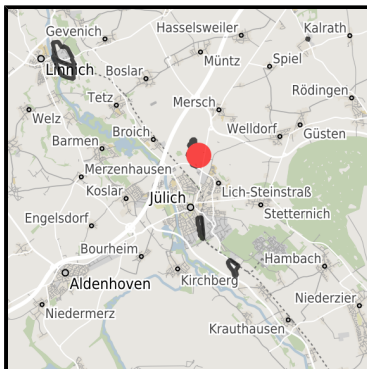 Hasselsweiler
Kalrath
Gevenich
Linnich
Müntz
Spiel
Boslar
Rödingen
Tetz
Mersch
Welz
Welldorf
Güsten
Broich
Barmen
Merzenhausen
Lich-Steinstraß
Koslar
Jülich
Stetternich
Engelsdorf
Bourheim
Hambach
Aldenhoven
Kirchberg
Niederzier
Niedermerz
Krauthausen